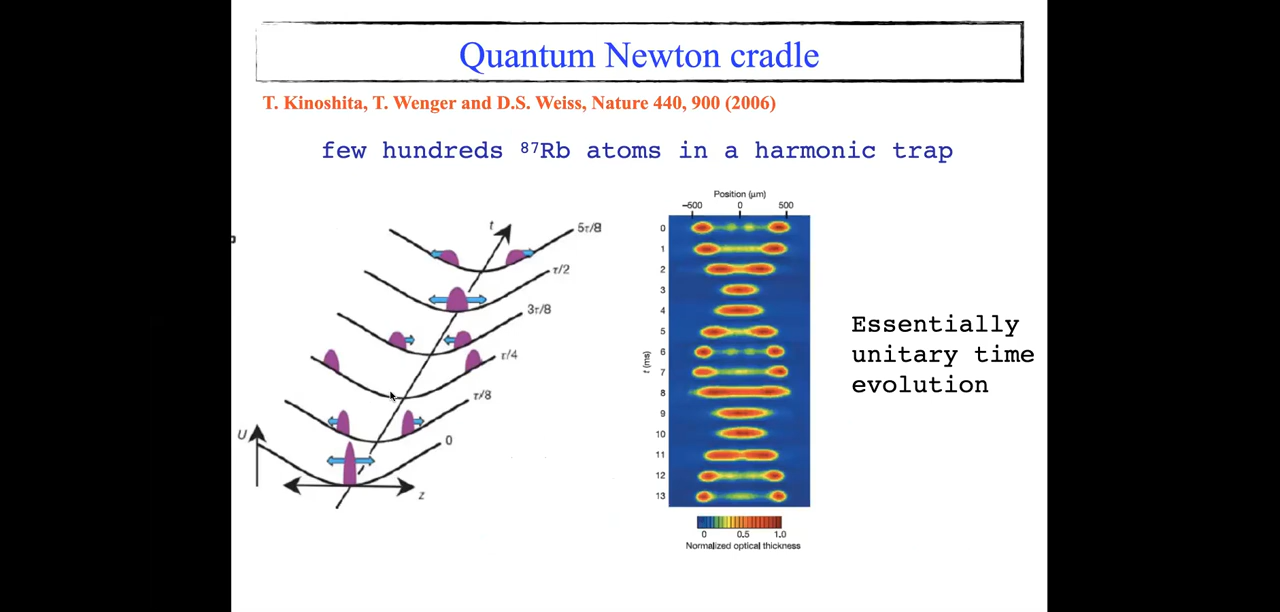 Quantum Newton cradle
T. Kinoshita, T. Wenger and D.S. Weiss, Nature 440, 900 (2006)
few hundreds ⁸⁷Rb atoms in a harmonic trap
t
5τ/8
τ/2
3τ/8
τ/4
τ/8
0
U
z
Position (μm)
−500 0 500
0
1
2
3
4
5
6
7
8
9
10
11
12
13
t (ms)
0 0.5 1.0
Normalized optical thickness
Essentially
unitary time
evolution